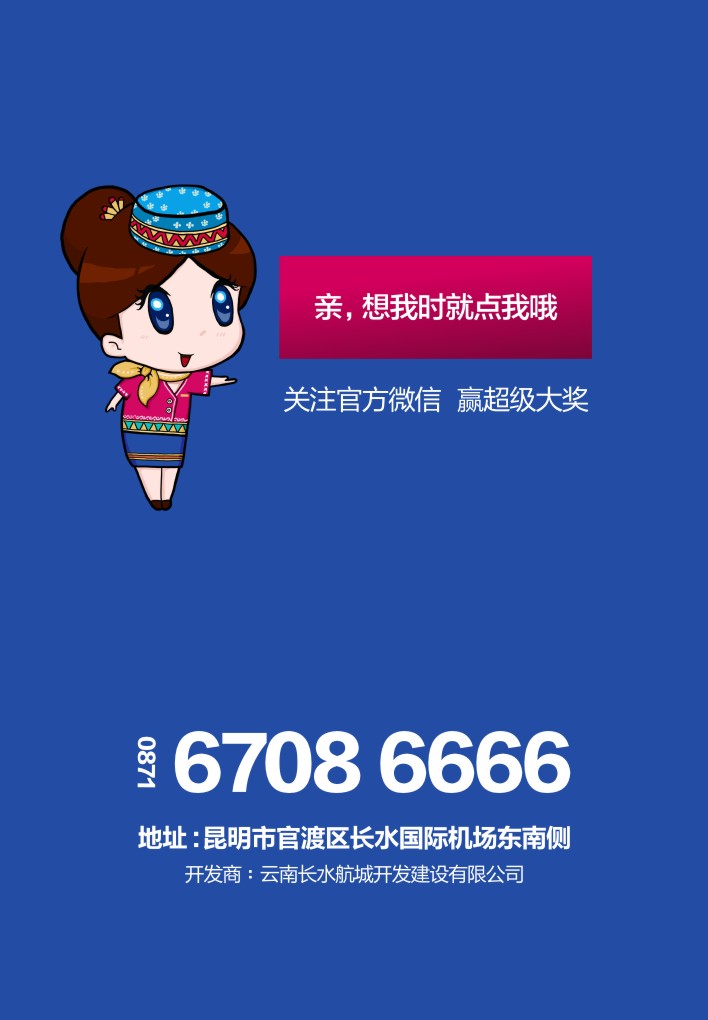 亲，想我时就点我哦
关注官方微信 赢超级大奖
0871 6708 6666
地址：昆明市官渡区长水国际机场东南侧
开发商：云南长水航城开发建设有限公司